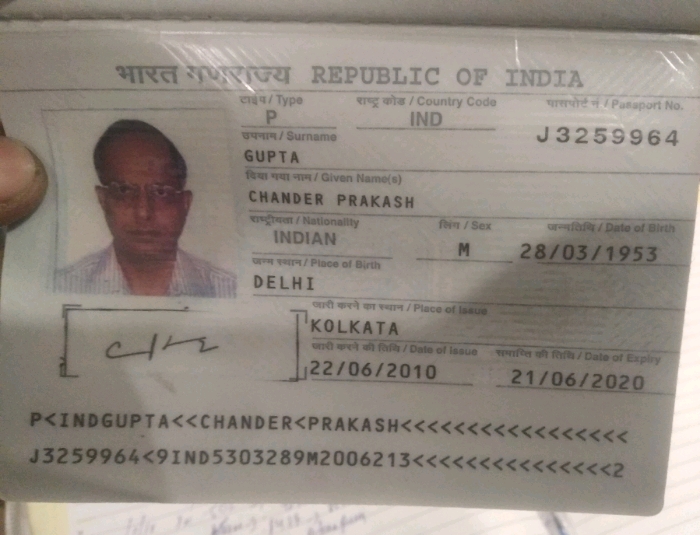 भारत गणराज्य REPUBLIC OF INDIA
टाइप / Type राष्ट्र कोड / Country Code पासपोर्ट नं / Passport No.
P IND J3259964
उपनाम / Surname
GUPTA
दिया गया नाम / Given Name(s)
CHANDER PRAKASH
राष्ट्रीयता / Nationality लिंग / Sex जन्मतिथि / Date of Birth
INDIAN M 28/03/1953
जन्म स्थान / Place of Birth
DELHI
जारी करने का स्थान / Place of Issue
KOLKATA
जारी करने की तिथि / Date of Issue समाप्ति की तिथि / Date of Expiry
22/06/2010 21/06/2020
P<INDGUPTA<<CHANDER<PRAKASH<<<<<<<<<<<<<<<<<
J3259964<9IND5303289M2006213<<<<<<<<<<<<<<<2